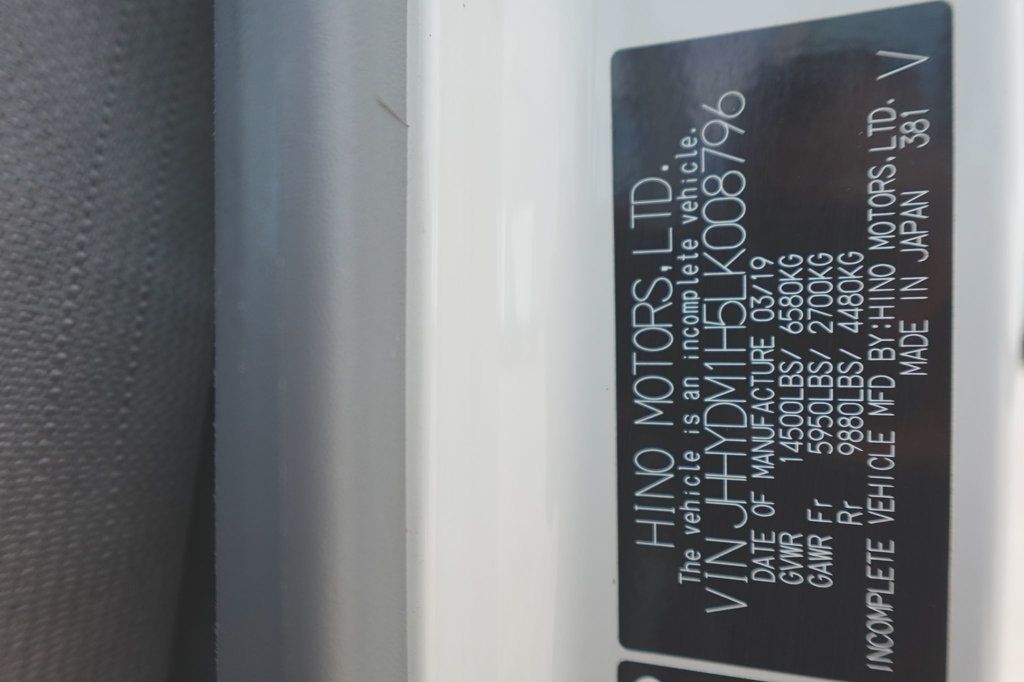 HINO MOTORS,LTD.
The vehicle is an incomplete vehicle.
VIN JHHYDM1H5LK008796
DATE OF MANUFACTURE 03/19
GVWR 14500LBS/ 6580KG
GAWR Fr 5950LBS/ 2700KG
Rr 9880LBS/ 4480KG
INCOMPLETE VEHICLE MFD BY:HINO MOTORS,LTD. V
MADE IN JAPAN 381